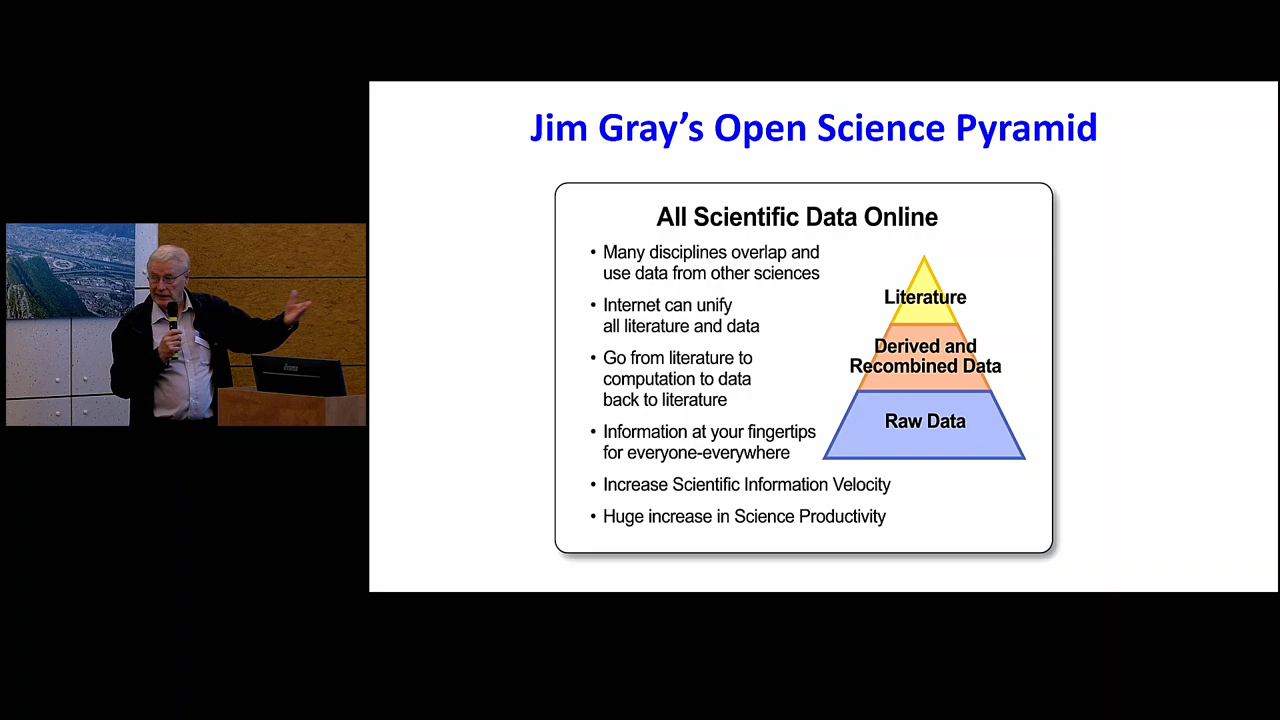 Jim Gray's Open Science Pyramid
All Scientific Data Online
• Many disciplines overlap and
use data from other sciences
• Internet can unify
all literature and data
• Go from literature to
computation to data
back to literature
• Information at your fingertips
for everyone-everywhere
• Increase Scientific Information Velocity
• Huge increase in Science Productivity
Literature
Derived and
Recombined Data
Raw Data